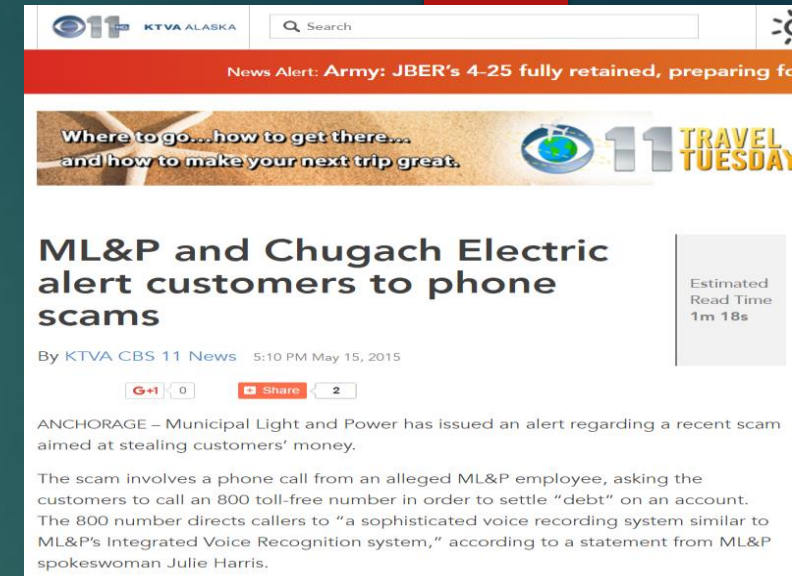 11 HD KTVA ALASKA
Search
News Alert: Army: JBER's 4-25 fully retained, preparing fo
Where to go...how to get there...
and how to make your next trip great.
11 TRAVEL
TUESDAY
ML&P and Chugach Electric
alert customers to phone
scams
Estimated
Read Time
1m 18s
By KTVA CBS 11 News 5:10 PM May 15, 2015
G+1 0 Share 2
ANCHORAGE – Municipal Light and Power has issued an alert regarding a recent scam
aimed at stealing customers' money.
The scam involves a phone call from an alleged ML&P employee, asking the
customers to call an 800 toll-free number in order to settle “debt” on an account.
The 800 number directs callers to “a sophisticated voice recording system similar to
ML&P's Integrated Voice Recognition system,” according to a statement from ML&P
spokeswoman Julie Harris.